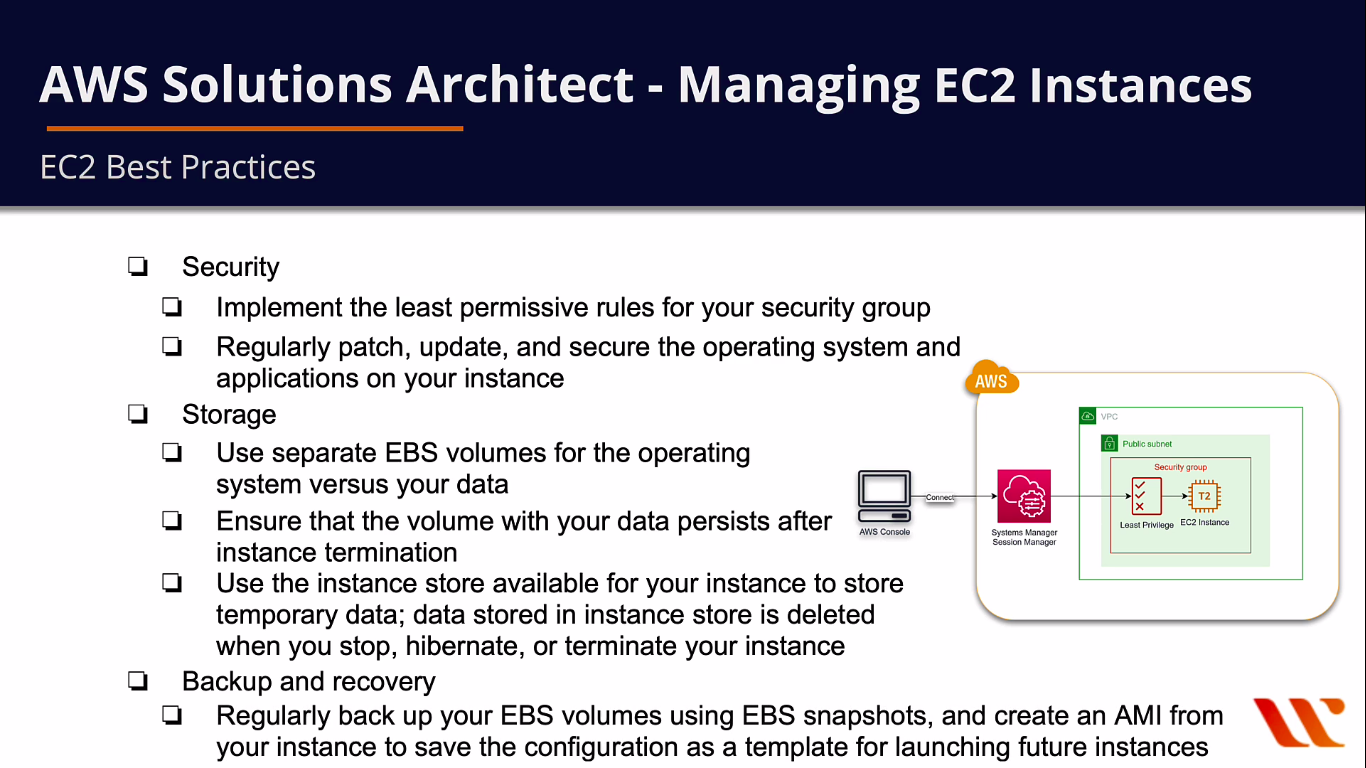 AWS Solutions Architect - Managing EC2 Instances
EC2 Best Practices
Security
Implement the least permissive rules for your security group
Regularly patch, update, and secure the operating system and
applications on your instance
Storage
Use separate EBS volumes for the operating
system versus your data
Ensure that the volume with your data persists after
instance termination
Use the instance store available for your instance to store
temporary data; data stored in instance store is deleted
when you stop, hibernate, or terminate your instance
Backup and recovery
Regularly back up your EBS volumes using EBS snapshots, and create an AMI from
your instance to save the configuration as a template for launching future instances
AWS
VPC
Public subnet
Security group
T2
Connect
Least Privilege
EC2 Instance
AWS Console
Systems Manager
Session Manager